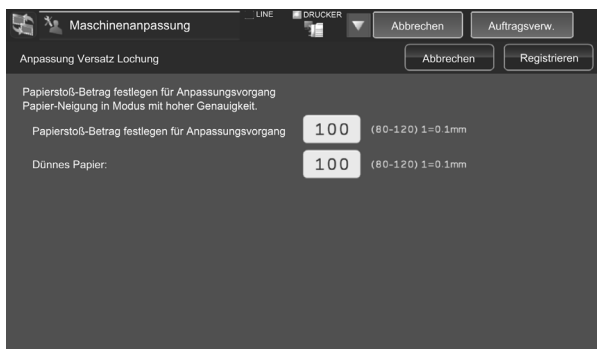 Maschinenanpassung
LINE
DRUCKER
Abbrechen
Auftragsverw.
Anpassung Versatz Lochung
Abbrechen
Registrieren
Papierstoß-Betrag festlegen für Anpassungsvorgang
Papier-Neigung in Modus mit hoher Genauigkeit.
Papierstoß-Betrag festlegen für Anpassungsvorgang 100 (80-120) 1=0.1mm
Dünnes Papier: 100 (80-120) 1=0.1mm